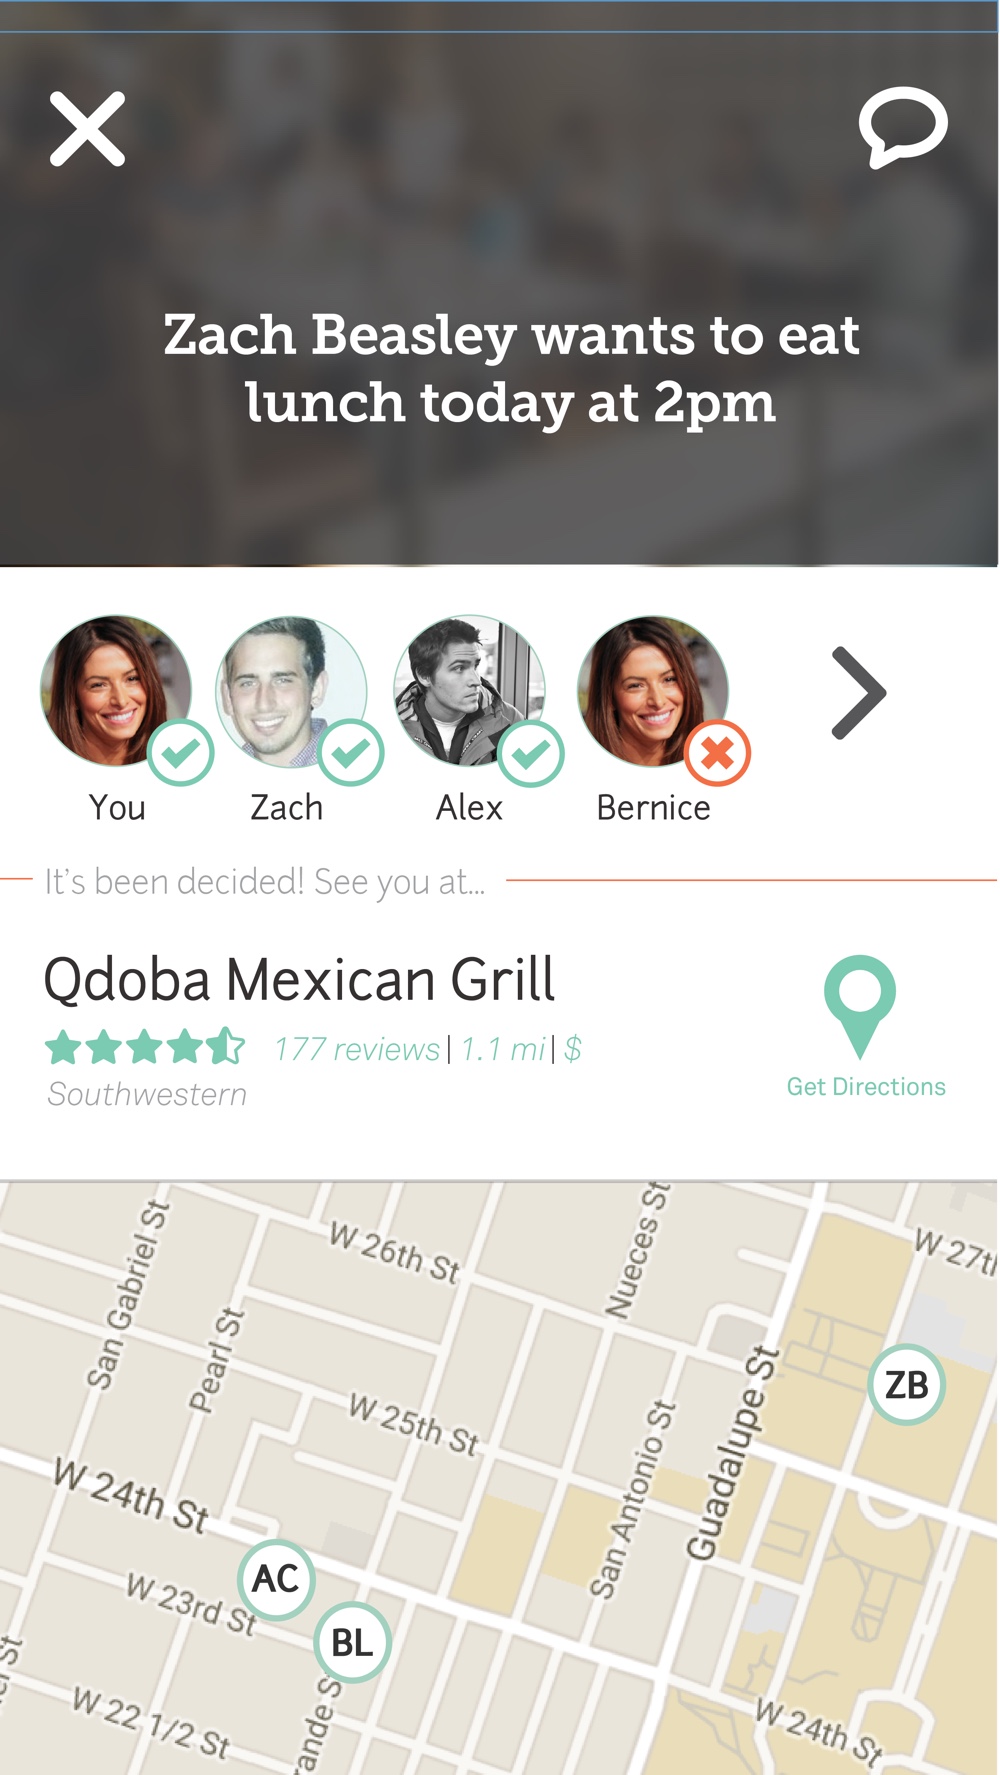 Zach Beasley wants to eat
lunch today at 2pm
You
Zach
Alex
Bernice
It's been decided! See you at...
Qdoba Mexican Grill
177 reviews | 1.1 mi | $
Southwestern
Get Directions
San Gabriel St
Pearl St
W 26th St
Nueces St
W 27th
ZB
W 25th St
San Antonio St
Guadalupe St
W 24th St
AC
W 23rd St
BL
W 22 1/2 St
rande S
W 24th St